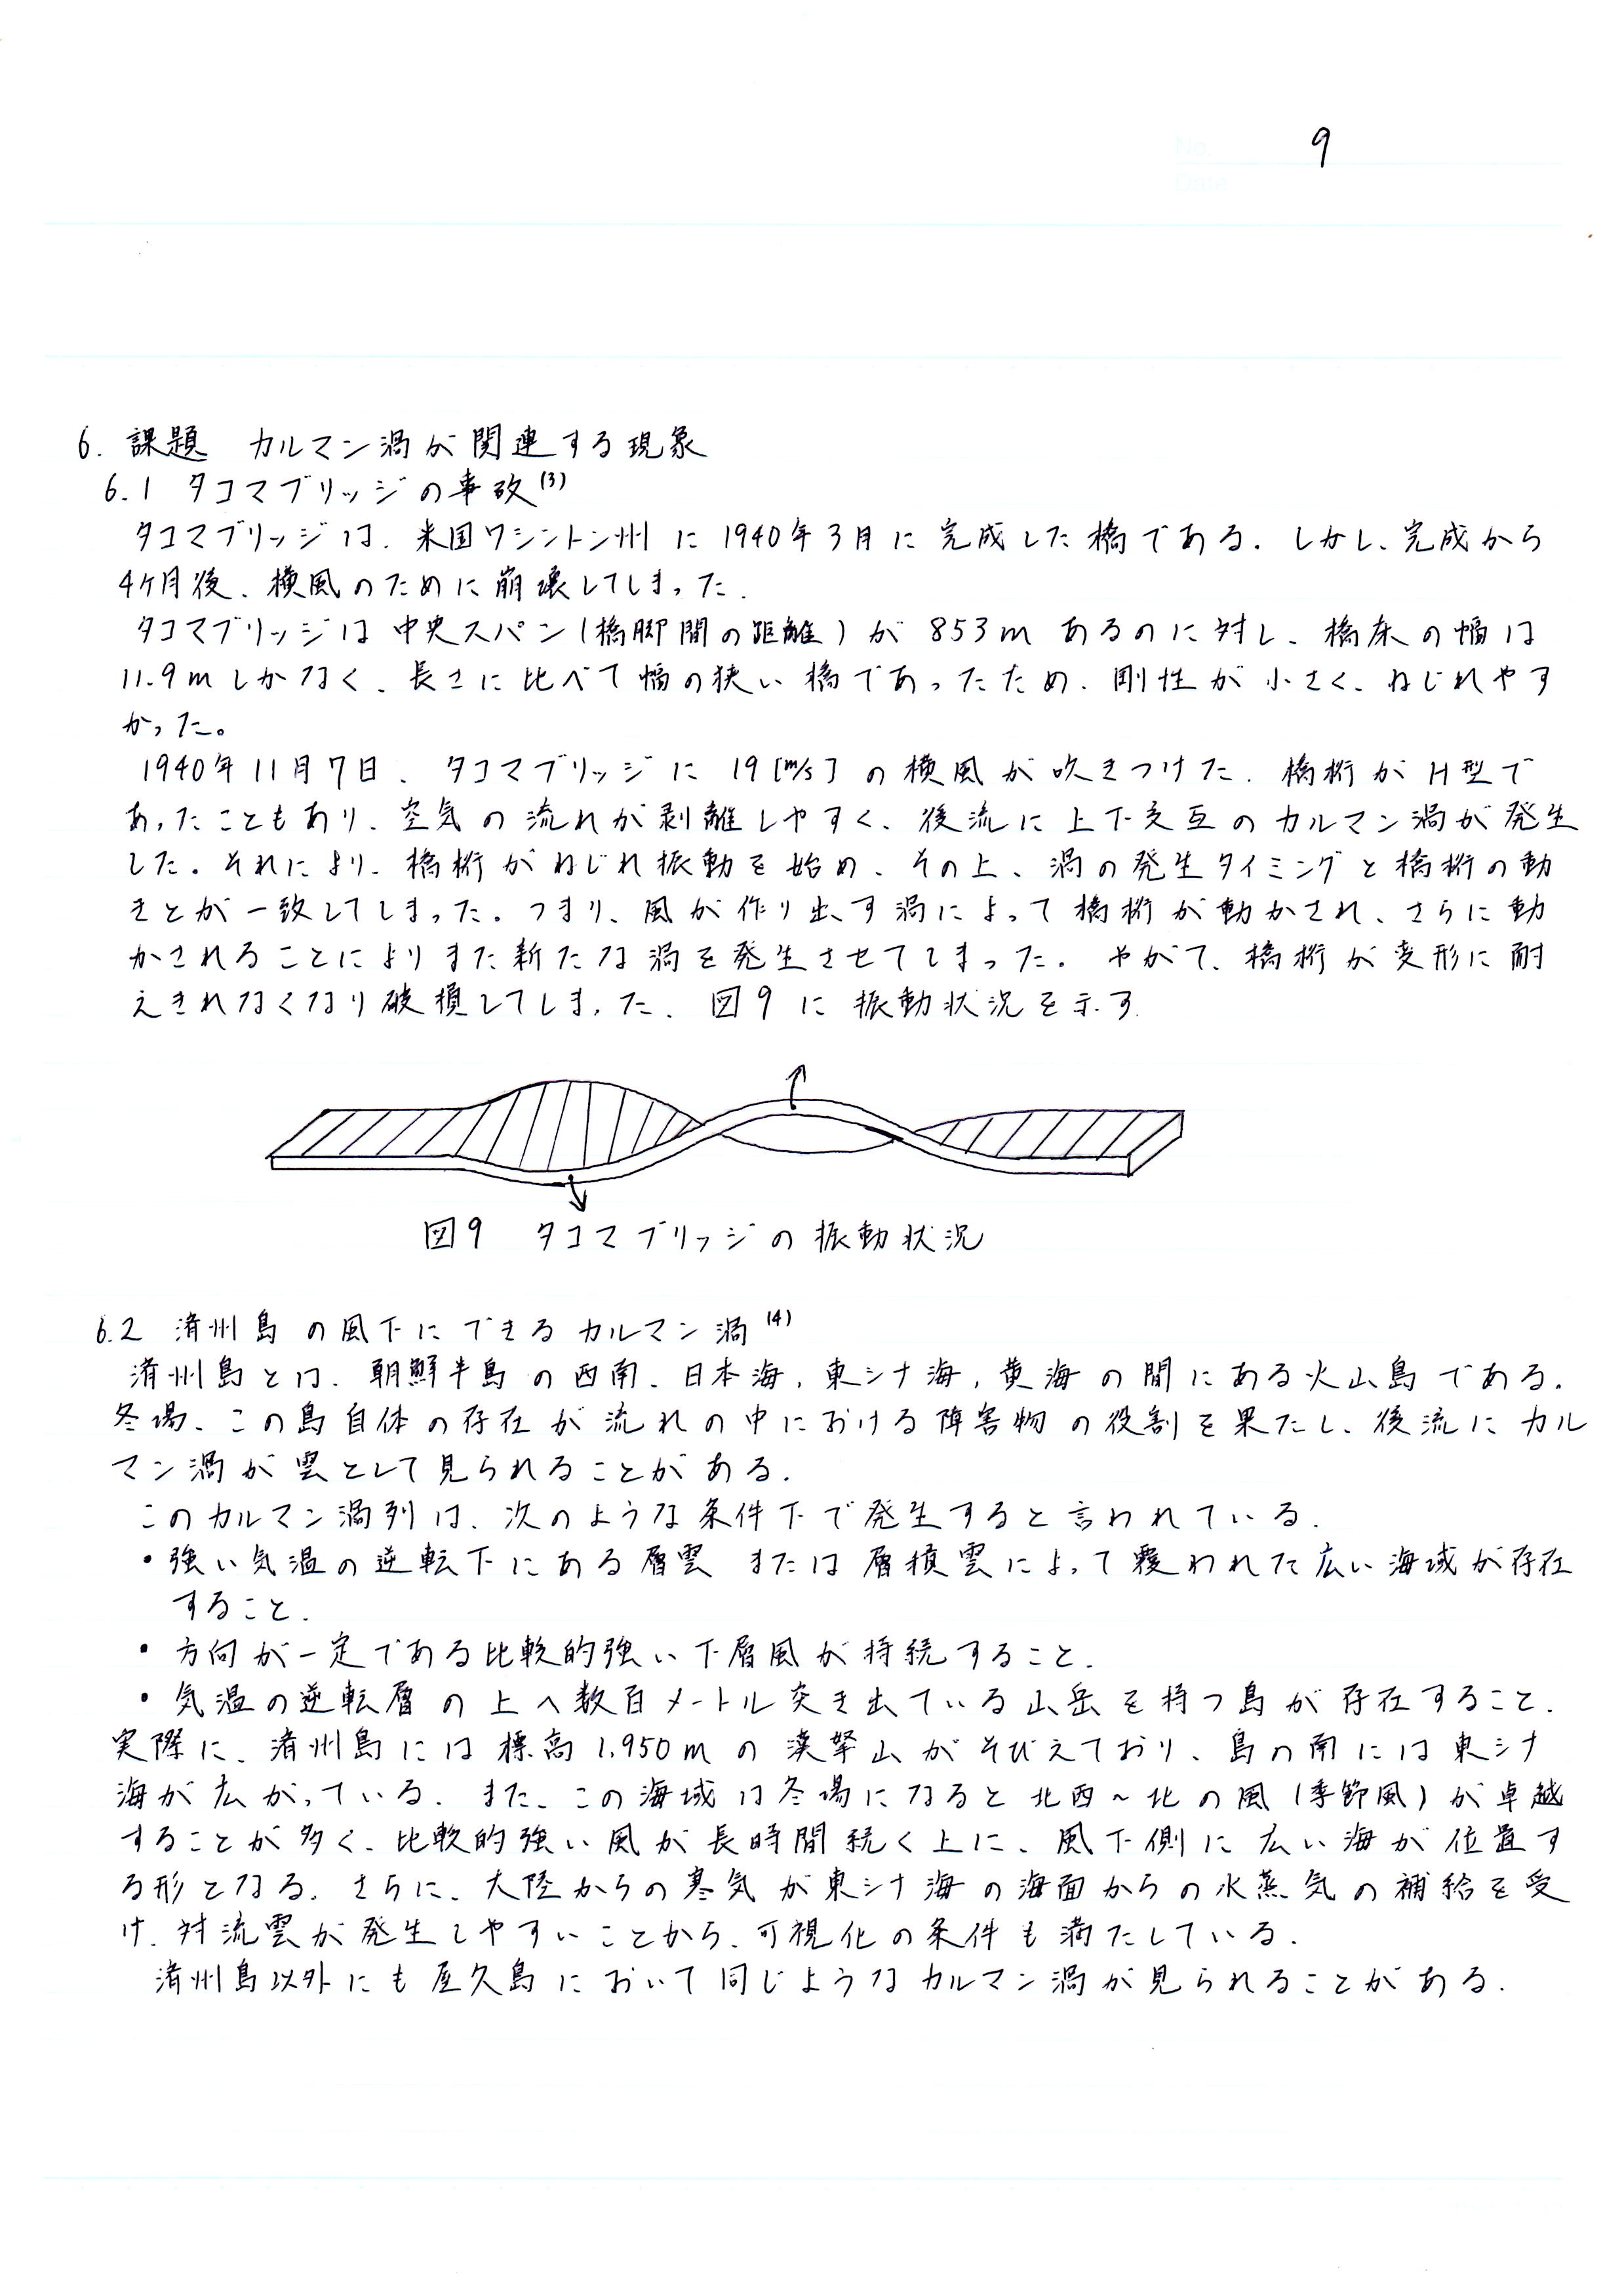 No. 9
Date
6. 課題 カルマン渦が関連する現象
6.1 タコマブリッジの事故(3)
タコマブリッジは、米国ワシントン州に1940年3月に完成した橋である. しかし、完成から
4ヶ月後、横風のために崩壊してしまった.
タコマブリッジは中央スパン(橋脚間の距離)が853mあるのに対し、橋床の幅は
11.9mしかなく、長さに比べて幅の狭い橋であったため、剛性が小さく、ねじれやす
かった。
1940年11月7日、タコマブリッジに19[m/s]の横風が吹きつけた. 橋桁がH型で
あったこともあり、空気の流れが剥離しやすく、後流に上下交互のカルマン渦が発生
した. それにより、橋桁がねじれ振動を始め、その上、渦の発生タイミングと橋桁の動
きとが一致してしまった. つまり、風が作り出す渦によって橋桁が動かされ、さらに動
かされることによりまた新たな渦を発生させてしまった. やがて、橋桁が変形に耐
えきれなくなり破損してしまった. 図9に振動状況を示す.
図9 タコマブリッジの振動状況
6.2 済州島の風下にできるカルマン渦(4)
済州島とは、朝鮮半島の西南、日本海, 東シナ海, 黄海の間にある火山島である.
冬場、この島自体の存在が流れの中における障害物の役割を果たし、後流にカル
マン渦が雲として見られることがある.
このカルマン渦列は、次のような条件下で発生すると言われている.
・強い気温の逆転下にある層雲または層積雲によって覆われた広い海域が存在
すること.
・方向が一定である比較的強い下層風が持続すること.
・気温の逆転層の上へ数百メートル突き出ている山岳を持つ島が存在すること.
実際に、済州島には標高1,950mの漢拏山がそびえており、島の南には東シナ
海が広がっている. また、この海域は冬場になると北西~北の風(季節風)が卓越
することが多く、比較的強い風が長時間続く上に、風下側に広い海が位置す
る形となる. さらに、大陸からの寒気が東シナ海の海面からの水蒸気の補給を受
け、対流雲が発生しやすいことから、可視化の条件も満たしている.
済州島以外にも屋久島において同じようなカルマン渦が見られることがある.